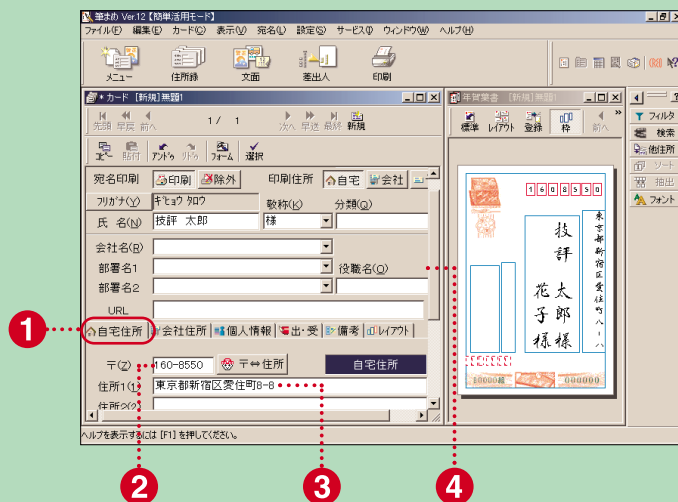 筆まめ Ver.12【簡単活用モード】
ファイル(F) 編集(E) カード(C) 表示(V) 宛名(L) 設定(S) サービス(J) ウィンドウ(W) ヘルプ(H)
メニュー 住所録 文面 差出人 印刷
* カード [新規]無題1
先頭 早戻 前へ 1 / 1 次へ 早送 最終 新規
コピー 貼付 アンドゥ リドゥ フォーム 選択
宛名印刷 印刷 除外 印刷住所 自宅 会社
フリガナ(Y) ギヒョウ タロウ 敬称(K) 分類(Q)
氏 名(N) 技評 太郎 様
会社名(R)
部署名1 役職名(O)
部署名2
URL
自宅住所 会社住所 個人情報 出・受 備考 レイアウト
〒(Z) 160-8550 〒⇔住所 自宅住所
住所1(1) 東京都新宿区愛住町8-8
住所2(2)
ヘルプを表示するには [F1] を押してください。
年賀葉書 [新規]無題1
標準 レイアウト 登録 枠 前へ »
1608550
東京都新宿区愛住町八ー八
技評 太郎 様
花子 様
フィルタ
検索
他住所
ソート
抽出
フォント
1
2
3
4